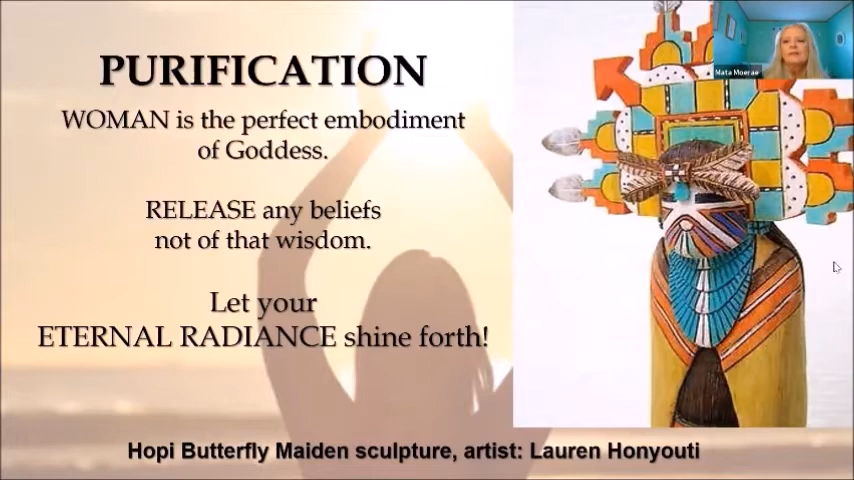 PURIFICATION
WOMAN is the perfect embodiment
of Goddess.
RELEASE any beliefs
not of that wisdom.
Let your
ETERNAL RADIANCE shine forth!
Mata Moerae
Hopi Butterfly Maiden sculpture, artist: Lauren Honyouti